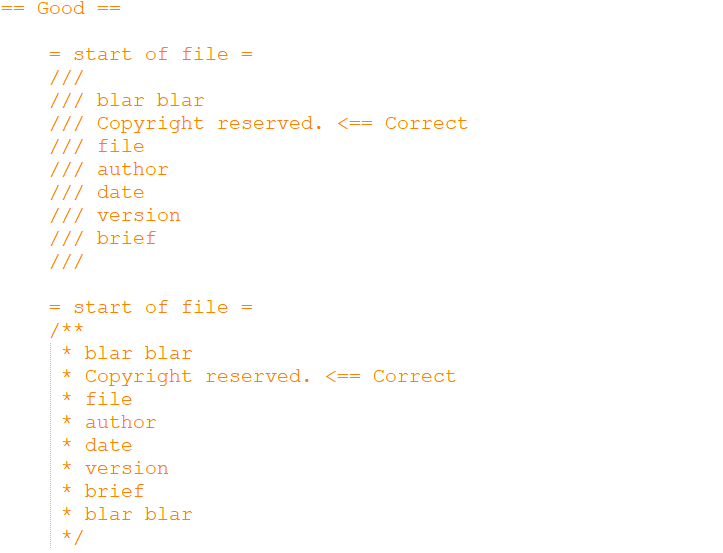 == Good ==
= start of file =
///
/// blar blar
/// Copyright reserved. <== Correct
/// file
/// author
/// date
/// version
/// brief
///
= start of file =
/**
* blar blar
* Copyright reserved. <== Correct
* file
* author
* date
* version
* brief
* blar blar
*/